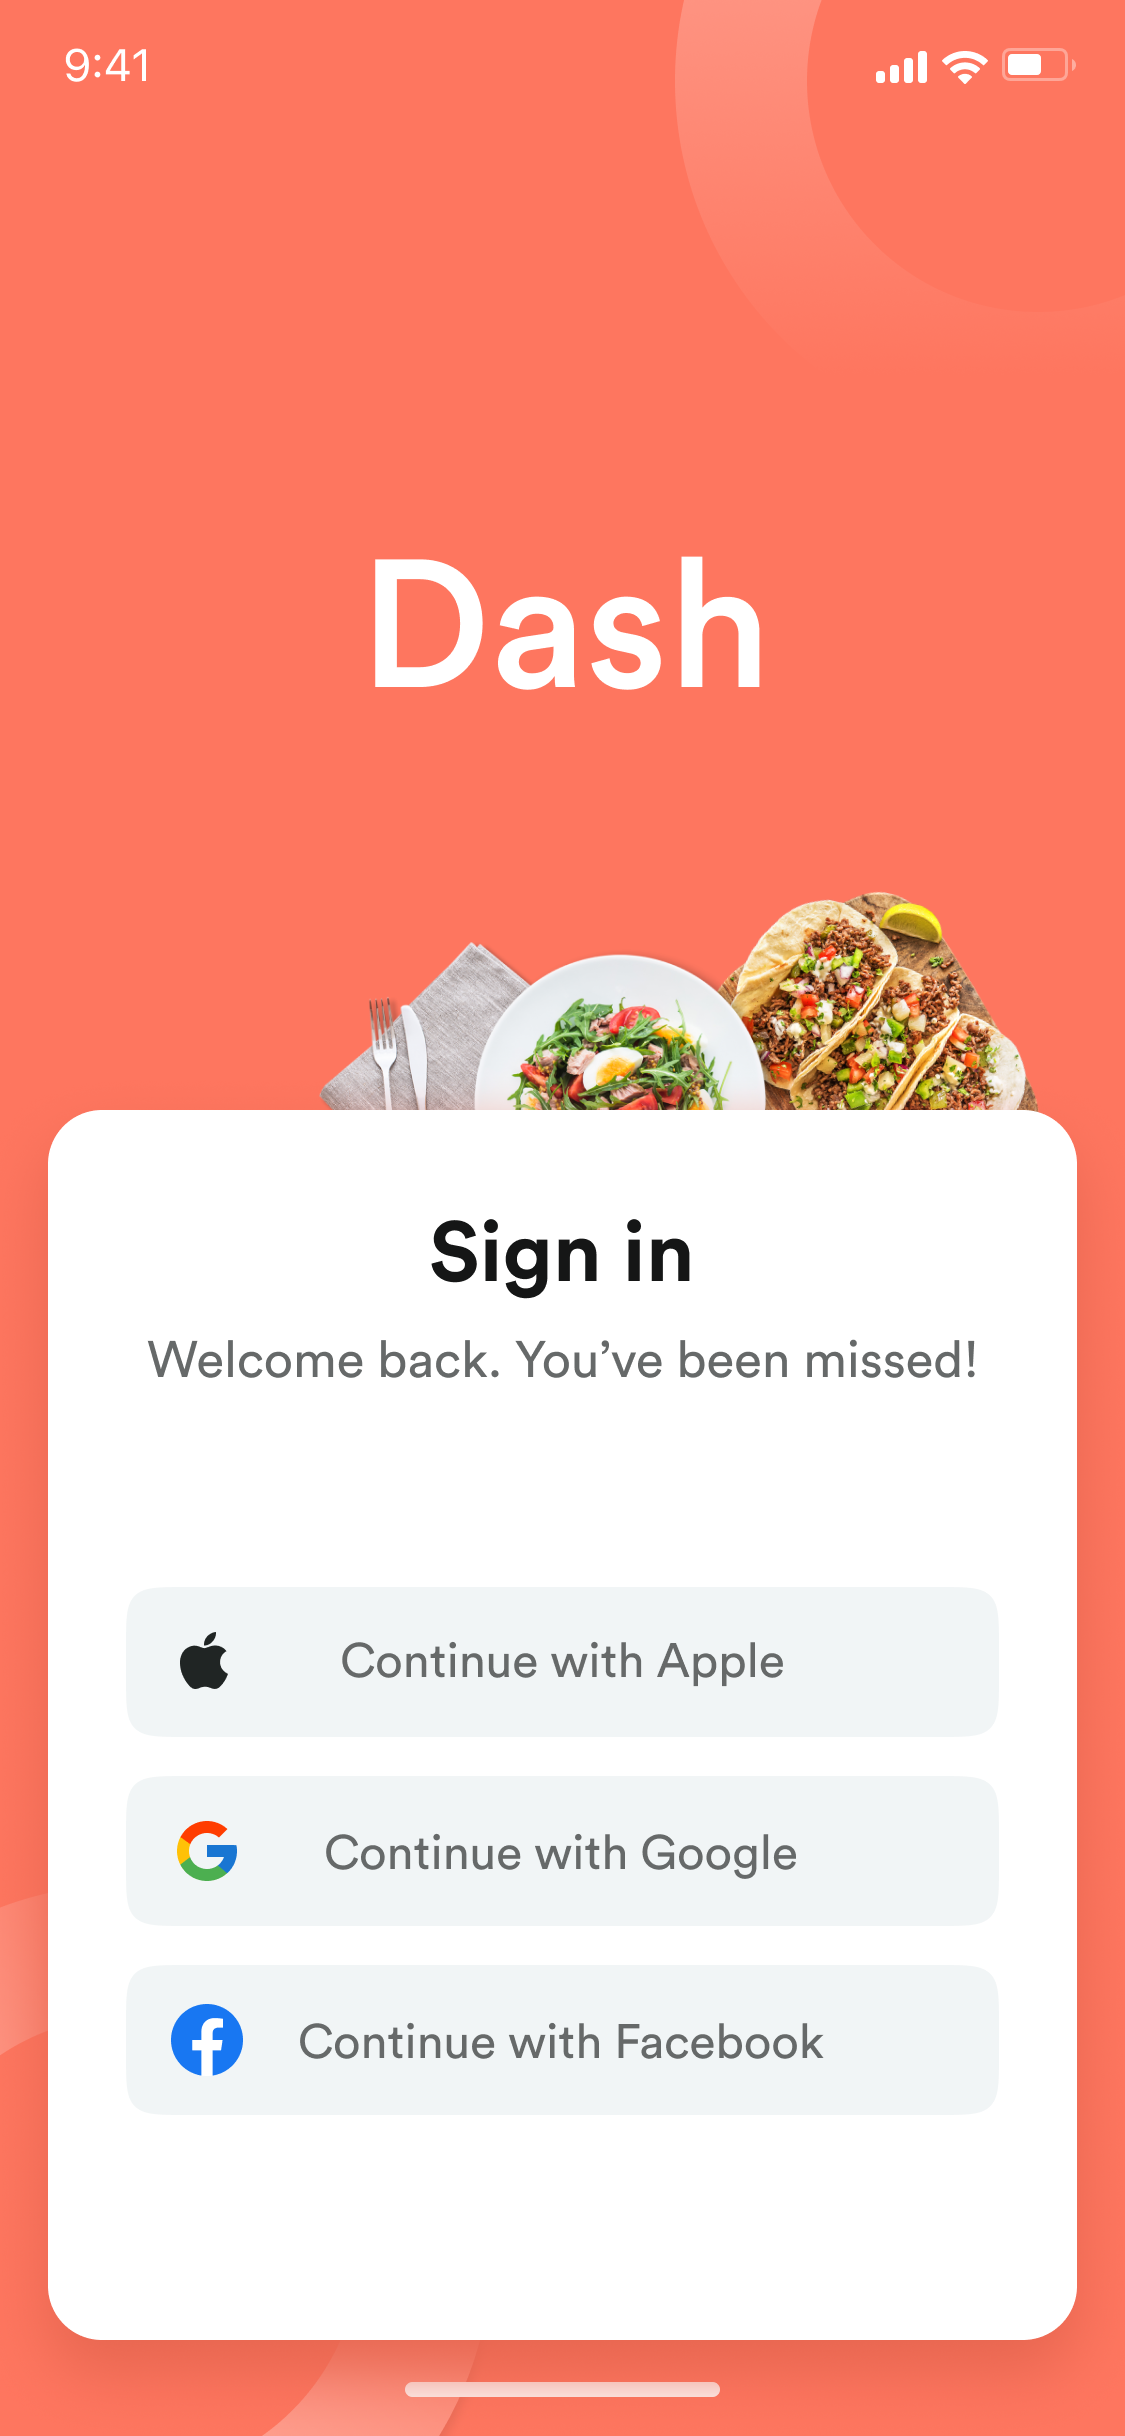 9:41
Dash
Sign in
Welcome back. You’ve been missed!
Continue with Apple
Continue with Google
Continue with Facebook